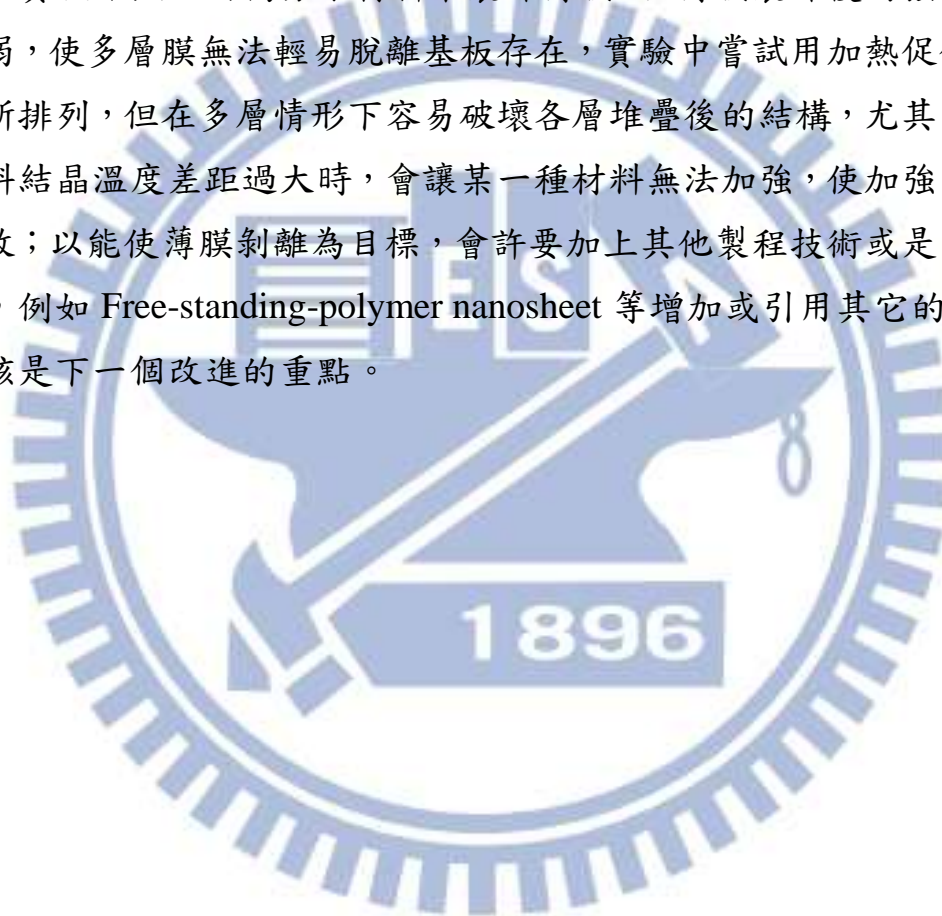 弱，使多層膜無法輕易脫離基板存在，實驗中嘗試用加熱促
所排列，但在多層情形下容易破壞各層堆疊後的結構，尤其
料結晶溫度差距過大時，會讓某一種材料無法加強，使加強
效；以能使薄膜剝離為目標，會許要加上其他製程技術或是
，例如 Free-standing-polymer nanosheet 等增加或引用其它的
該是下一個改進的重點。
ES
1896